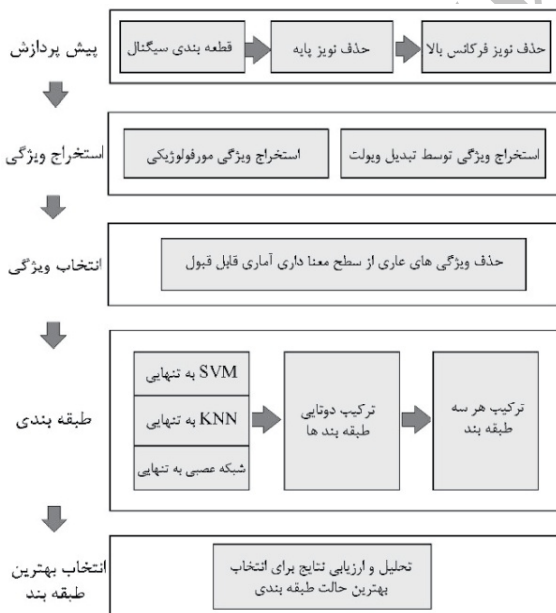 پیش پردازش
قطعه بندی سیگنال
حذف نویز پایه
حذف نویز فرکانس بالا
استخراج ویژگی
استخراج ویژگی مورفولوژیکی
استخراج ویژگی توسط تبدیل ویولت
انتخاب ویژگی
حذف ویژگی های عاری از سطح معنا داری آماری قابل قبول
طبقه بندی
SVM به تنهایی
KNN به تنهایی
شبکه عصبی به تنهایی
ترکیب دوتایی
طبقه بند ها
ترکیب هر سه
طبقه بند
انتخاب بهترین
طبقه بند
تحلیل و ارزیابی نتایج برای انتخاب
بهترین حالت طبقه بندی